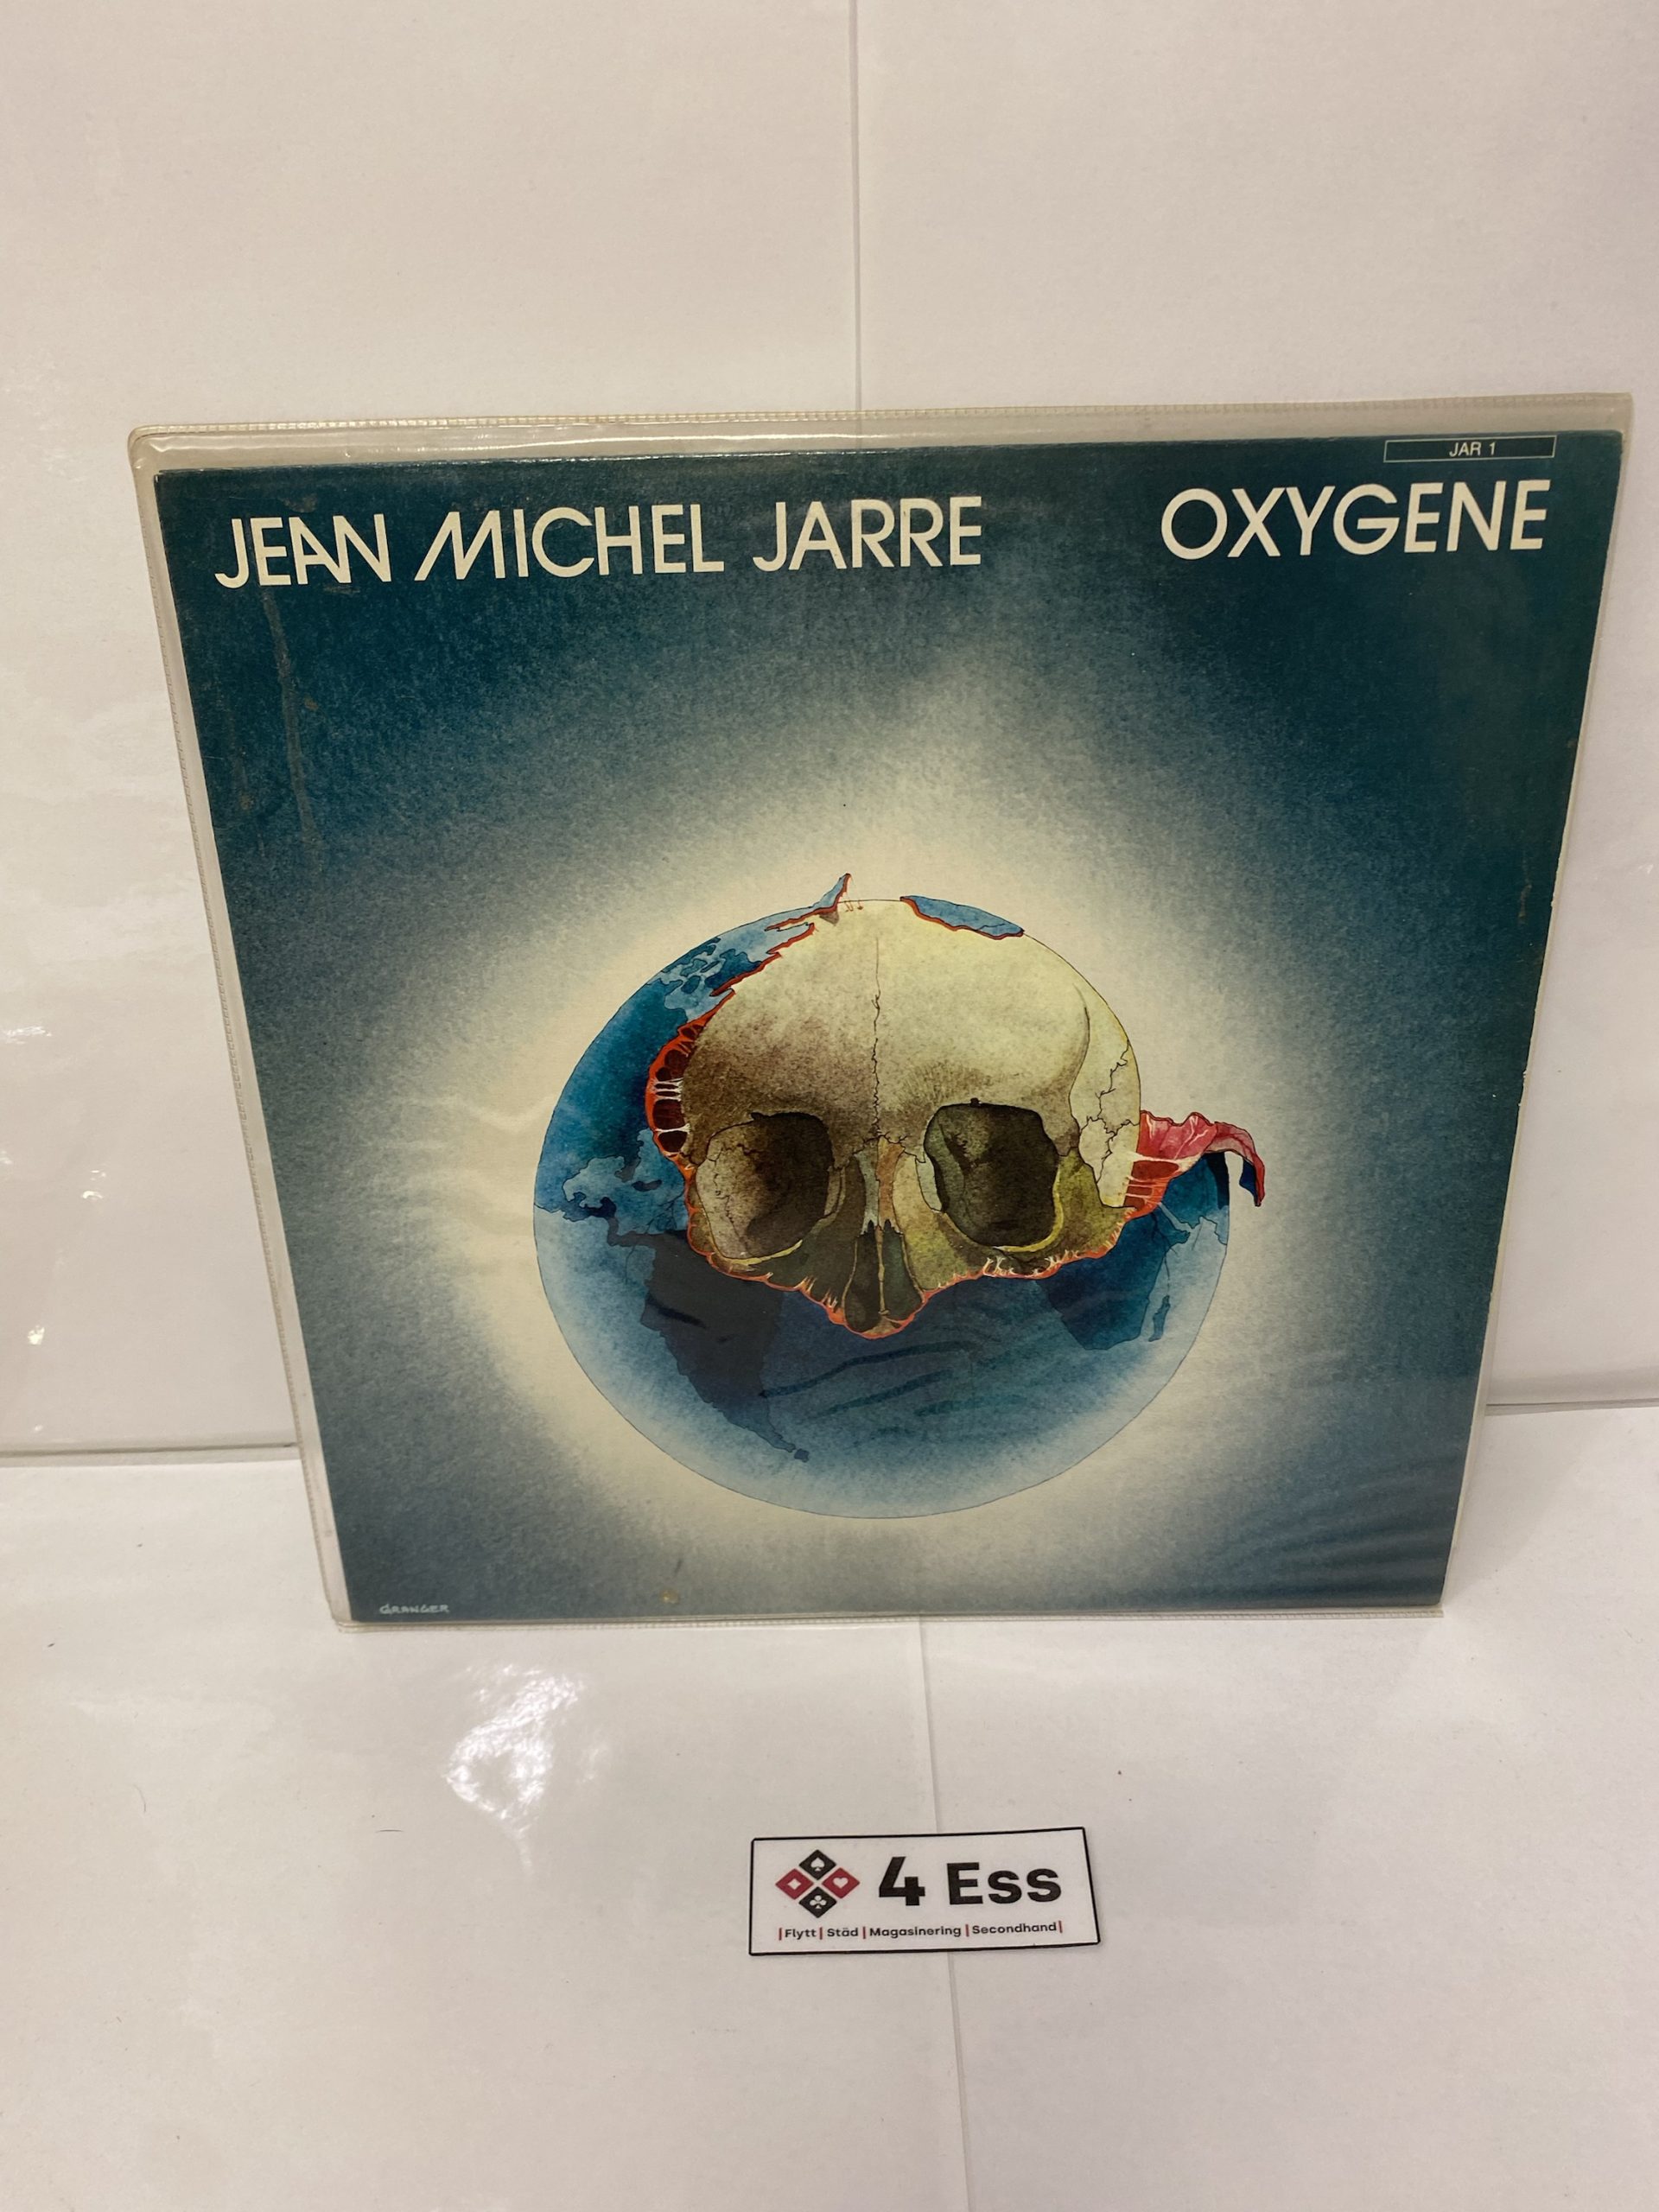 JAR 1
JEAN MICHEL JARRE OXYGENE
GRANGER
4 Ess
|Flytt| Städ |Magasinering |Secondhand|